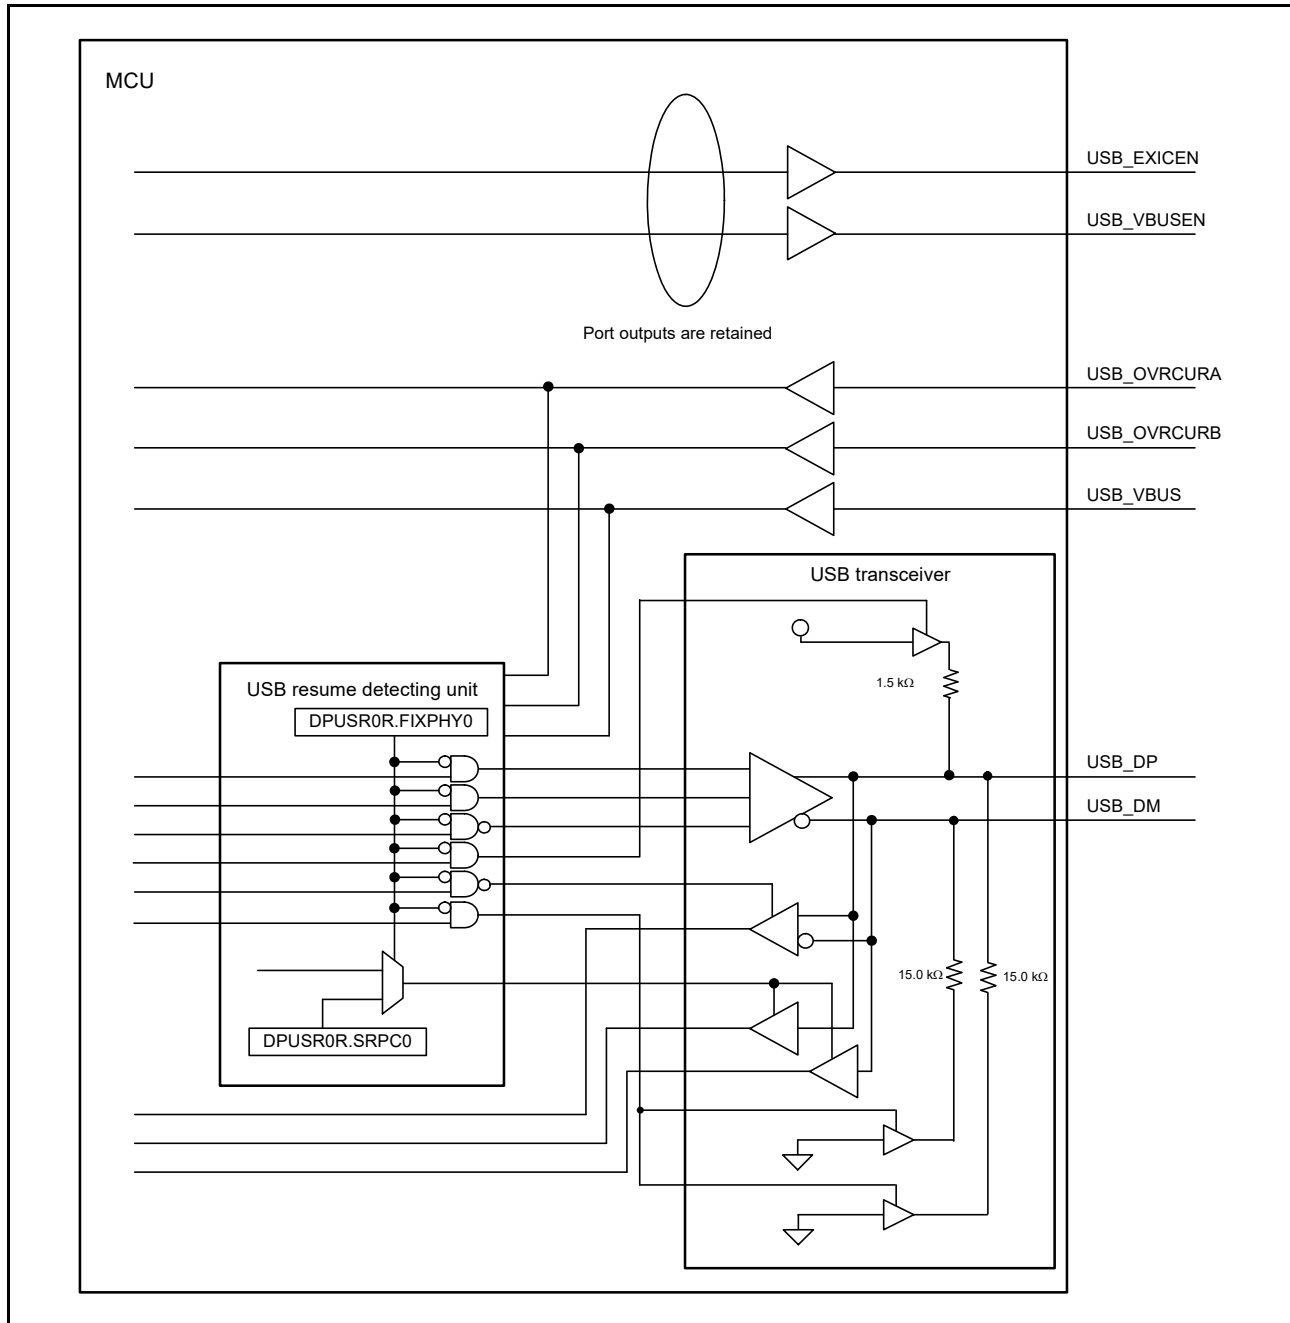 MCU
USB_EXICEN
USB_VBUSEN
Port outputs are retained
USB_OVRCURA
USB_OVRCURB
USB_VBUS
USB transceiver
1.5 kΩ
USB resume detecting unit
DPUSR0R.FIXPHY0
USB_DP
USB_DM
15.0 kΩ
15.0 kΩ
DPUSR0R.SRPC0